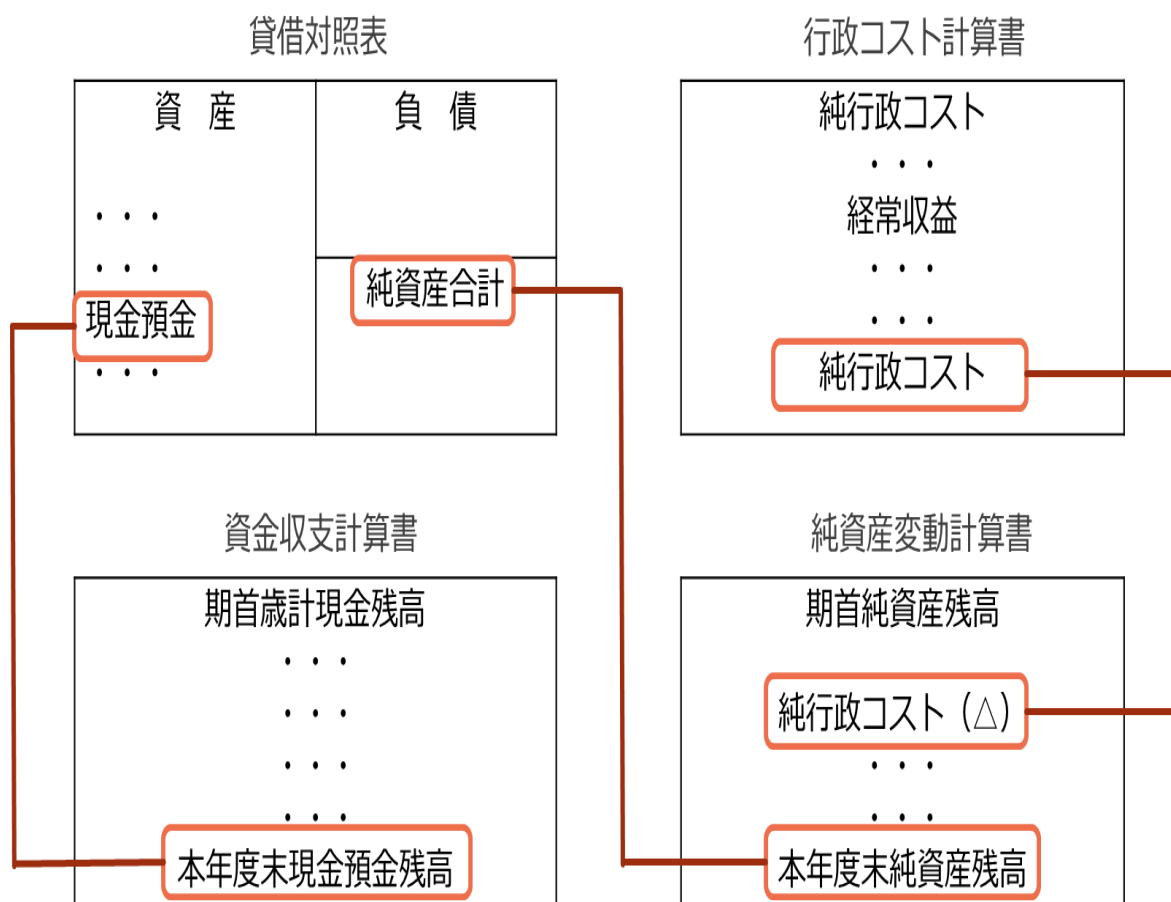 貸借対照表
資　産
負　債
・・・
・・・
現金預金
・・・
純資産合計
行政コスト計算書
純行政コスト
・・・
経常収益
・・・
・・・
純行政コスト
資金収支計算書
期首歳計現金残高
・・・
・・・
・・・
・・・
本年度末現金預金残高
純資産変動計算書
期首純資産残高
純行政コスト（△）
・・・
・・・
本年度末純資産残高